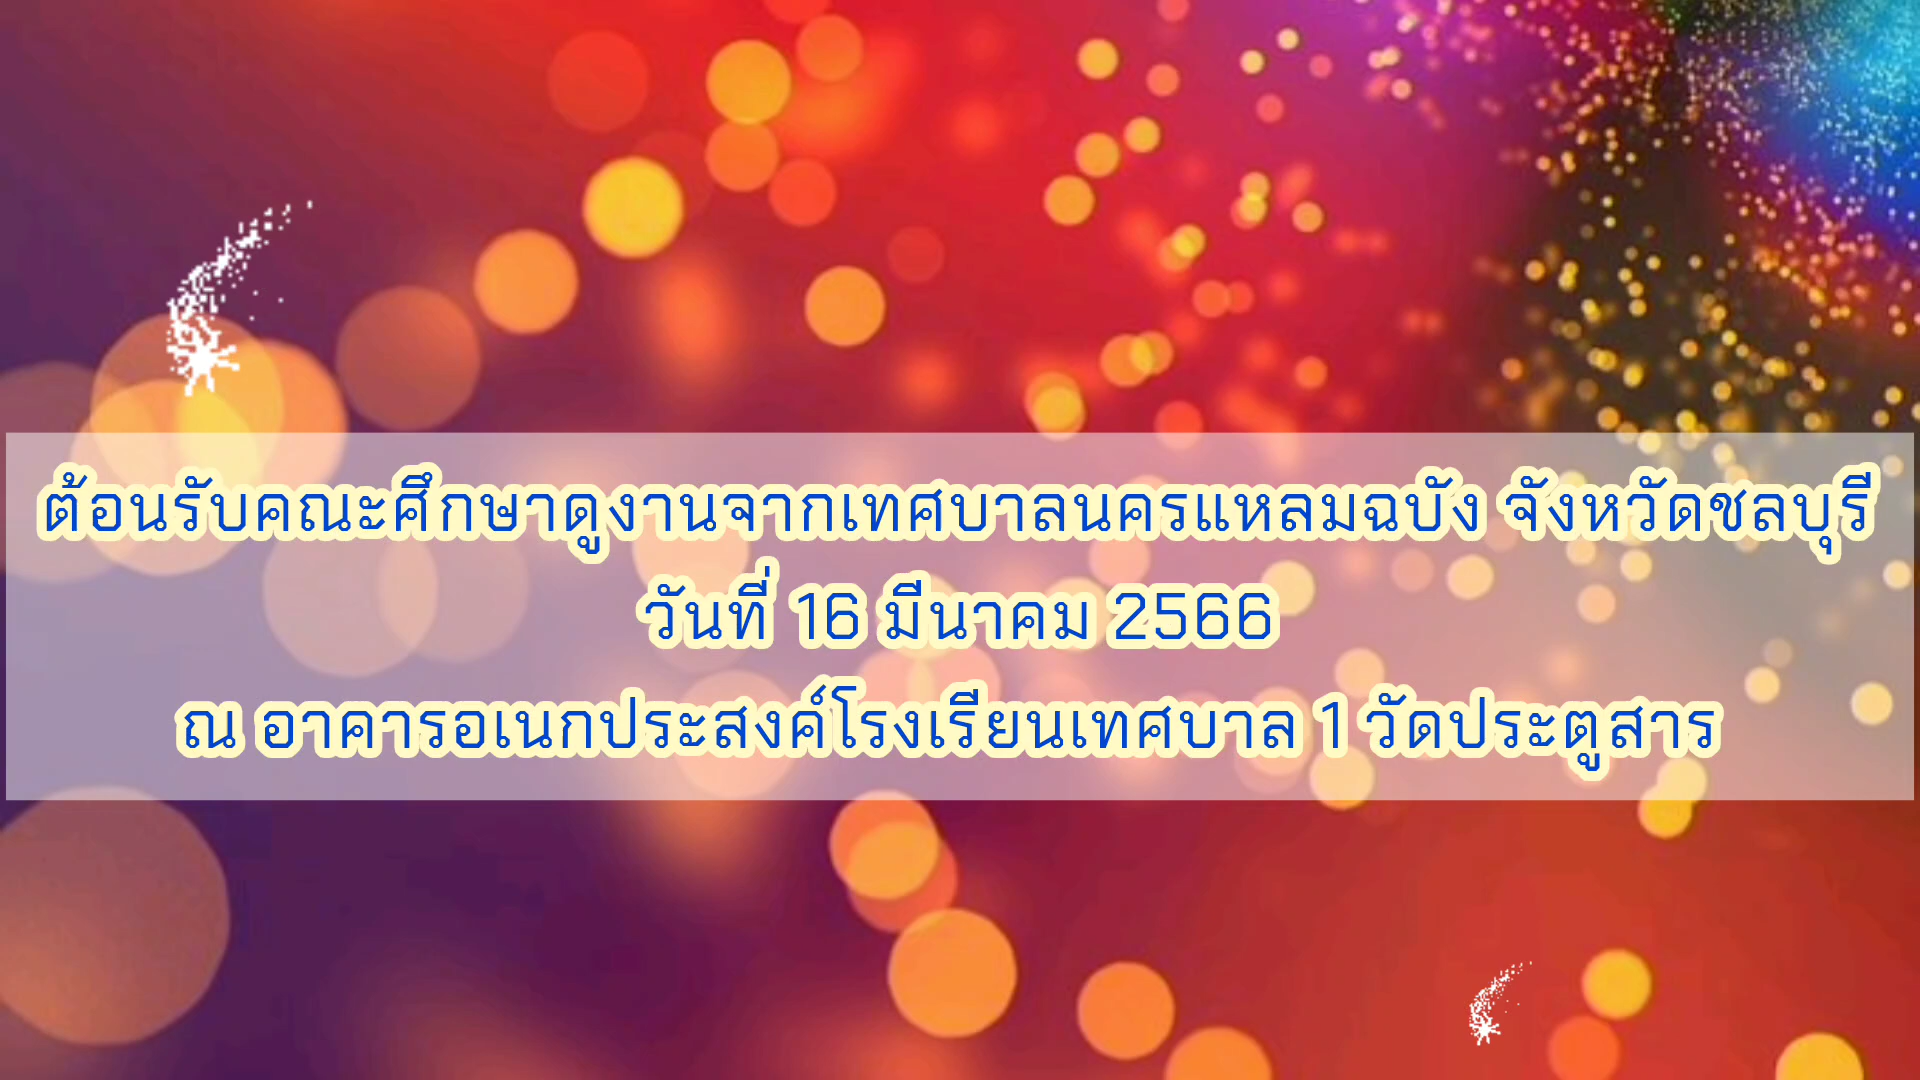 ต้อนรับคณะศึกษาดูงานจากเทศบาลนครแหลมฉบัง จังหวัดชลบุรี
วันที่ 16 มีนาคม 2566
ณ อาคารอเนกประสงค์โรงเรียนเทศบาล 1 วัดประตูสาร